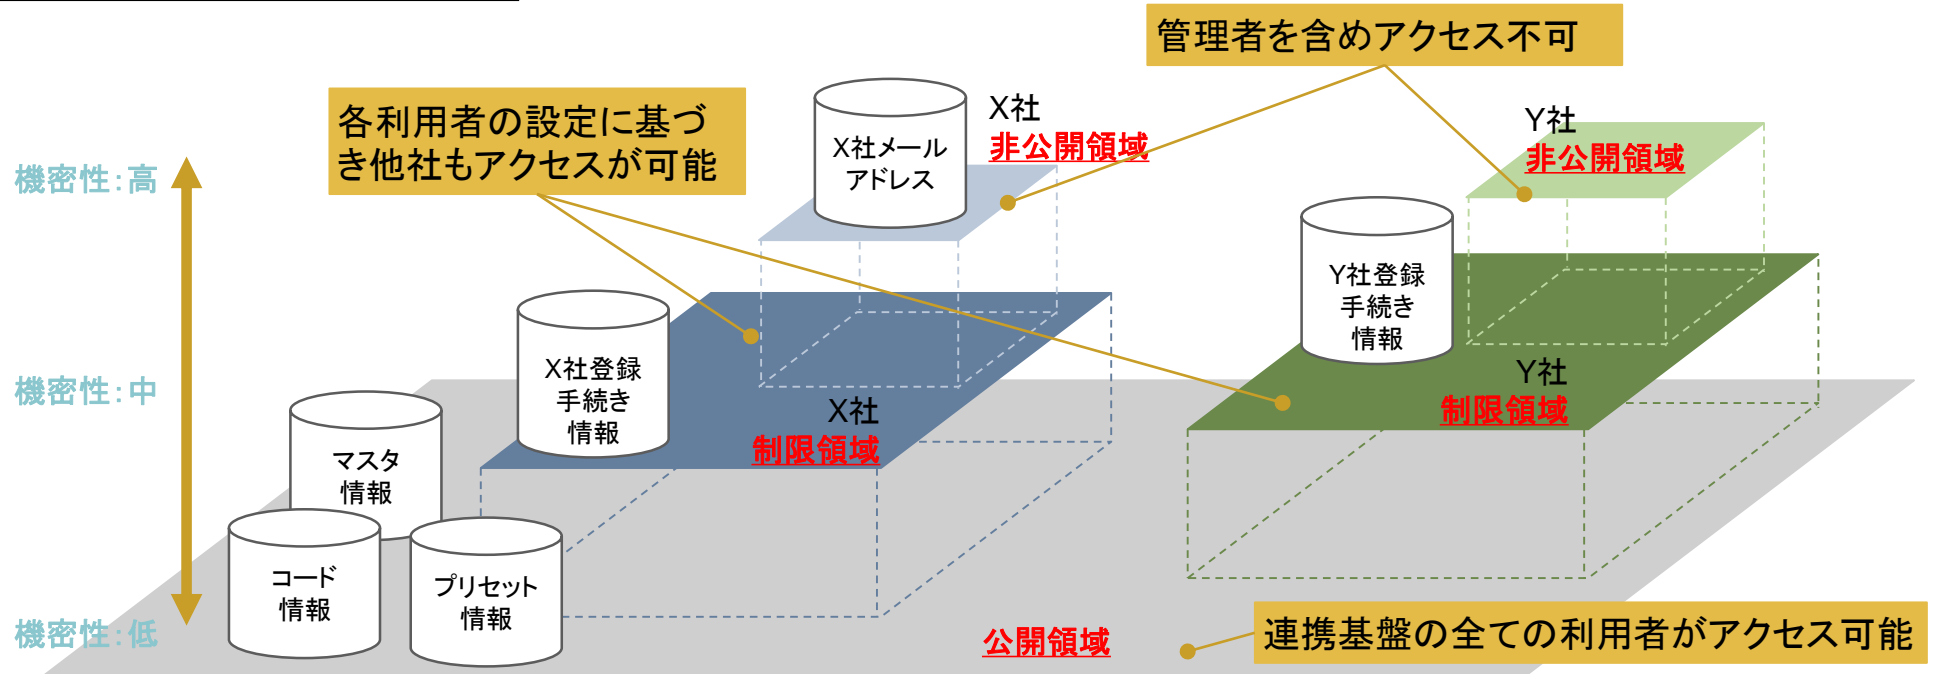 管理者を含めアクセス不可
各利用者の設定に基づ
き他社もアクセスが可能
X社メール
アドレス
X社
非公開領域
Y社
非公開領域
機密性：高
Y社登録
手続き
情報
X社登録
手続き
情報
機密性：中
Y社
制限領域
X社
制限領域
マスタ
情報
コード
情報
プリセット
情報
機密性：低
公開領域
連携基盤の全ての利用者がアクセス可能